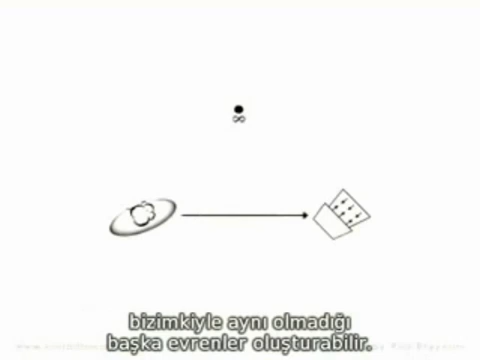 ∞
bizimkiyle aynı olmadığı
başka evrenler oluşturabilir.